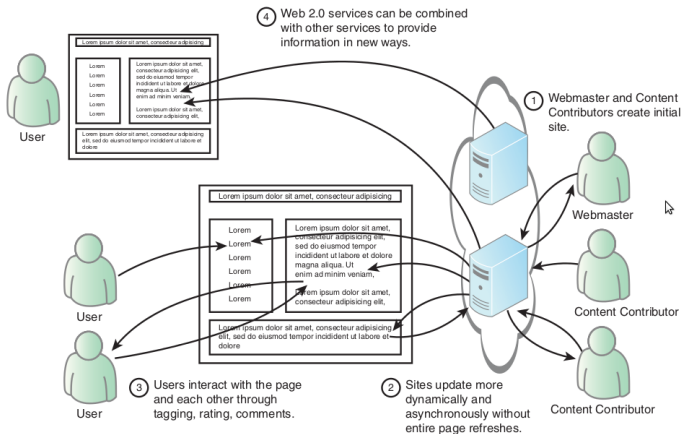 4 Web 2.0 services can be combined
with other services to provide
information in new ways.
Lorem ipsum dolor sit amet, consectetur adipisicing
Lorem
Lorem
Lorem
Lorem
Lorem
Lorem
Lorem ipsum dolor sit amet,
consecteur adipisicing elit,
sed do eiusmod tempor
incididunt ut labore et dolore
magna aliqua. Ut
enim ad minim veniam,
Lorem ipsum dolor sit amet,
consecteur adipisicing elit,
Lorem ipsum dolor sit amet, consecteur adipisicing
elit, sed do eiusmod tempor incididunt ut labore et
dolore
User
1 Webmaster and Content
Contributors create initial
site.
Webmaster
Content Contributor
Content Contributor
Lorem ipsum dolor sit amet, consecteur adipisicing
Lorem
Lorem
Lorem
Lorem
Lorem
Lorem
Lorem ipsum dolor sit amet,
consecteur adipisicing elit,
sed do eiusmod tempor
incididunt ut labore et dolore
magna aliqua. Ut
enim ad minim veniam,
Lorem ipsum dolor sit amet,
consecteur adipisicing elit,
Lorem ipsum dolor sit amet, consecteur adipisicing
elit, sed do eiusmod tempor incididunt ut labore et
dolore
User
User
3 Users interact with the page
and each other through
tagging, rating, comments.
2 Sites update more
dynamically and
asynchronously without
entire page refreshes.